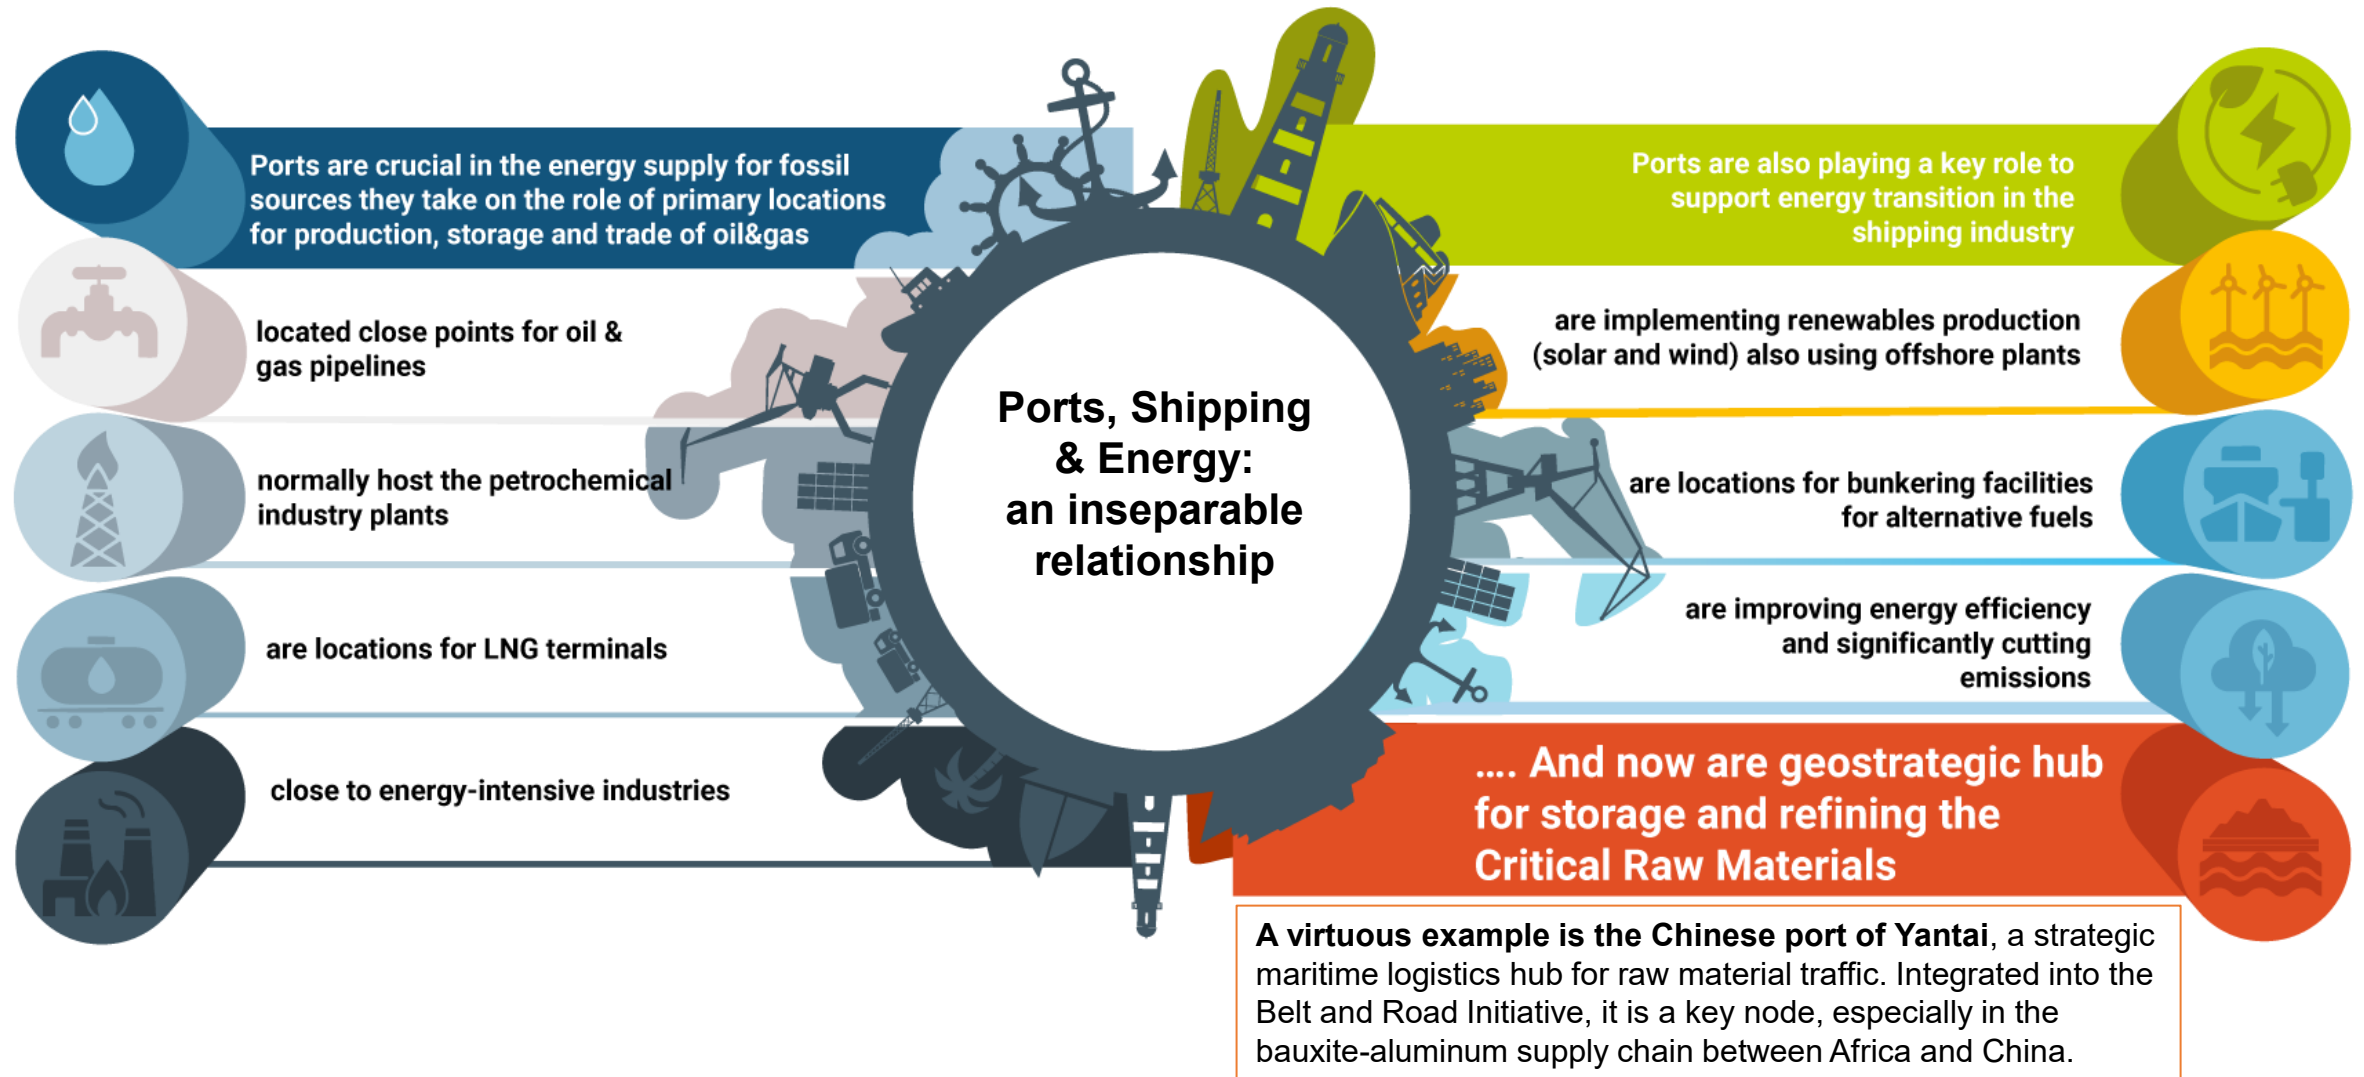 Ports are crucial in the energy supply for fossil
sources they take on the role of primary locations
for production, storage and trade of oil&gas
located close points for oil &
gas pipelines
normally host the petrochemical
industry plants
are locations for LNG terminals
close to energy-intensive industries
Ports, Shipping
& Energy:
an inseparable
relationship
Ports are also playing a key role to
support energy transition in the
shipping industry
are implementing renewables production
(solar and wind) also using offshore plants
are locations for bunkering facilities
for alternative fuels
are improving energy efficiency
and significantly cutting
emissions
.... And now are geostrategic hub
for storage and refining the
Critical Raw Materials
A virtuous example is the Chinese port of Yantai, a strategic
maritime logistics hub for raw material traffic. Integrated into the
Belt and Road Initiative, it is a key node, especially in the
bauxite-aluminum supply chain between Africa and China.